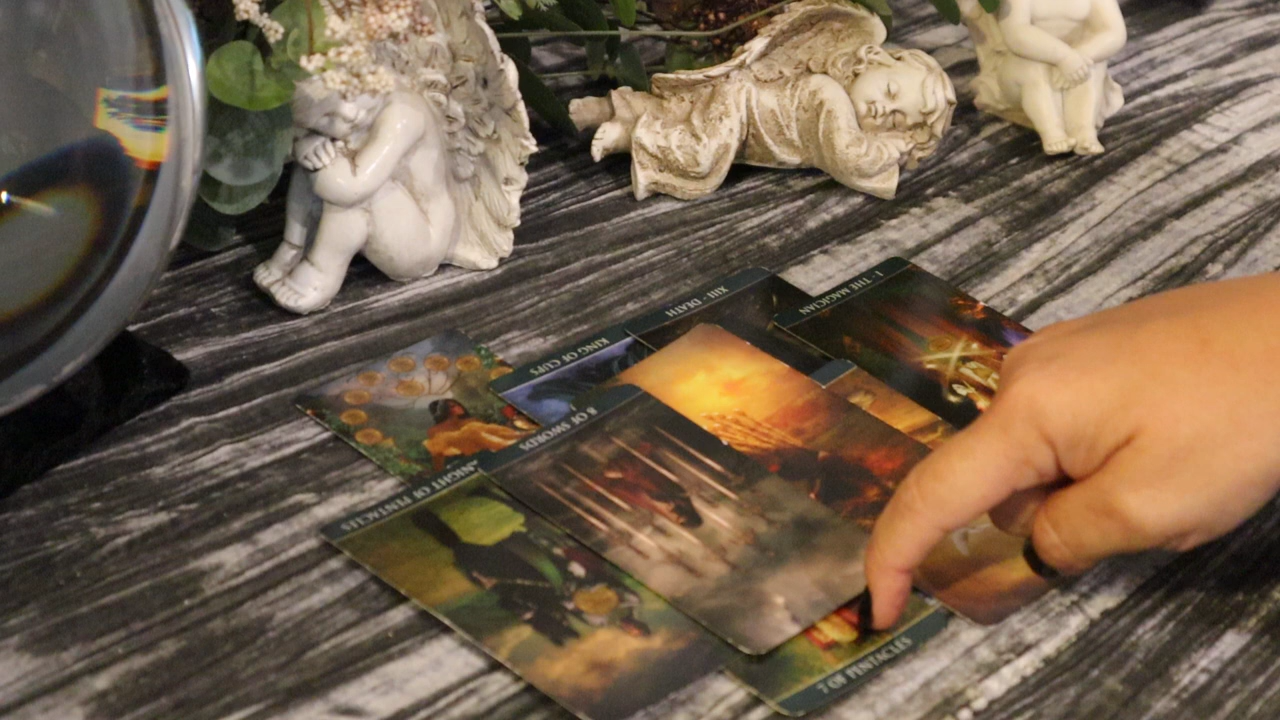 I - THE MAGICIAN
XIII - DEATH
KING OF CUPS
8 OF SWORDS
KNIGHT OF PENTACLES
7 OF PENTACLES